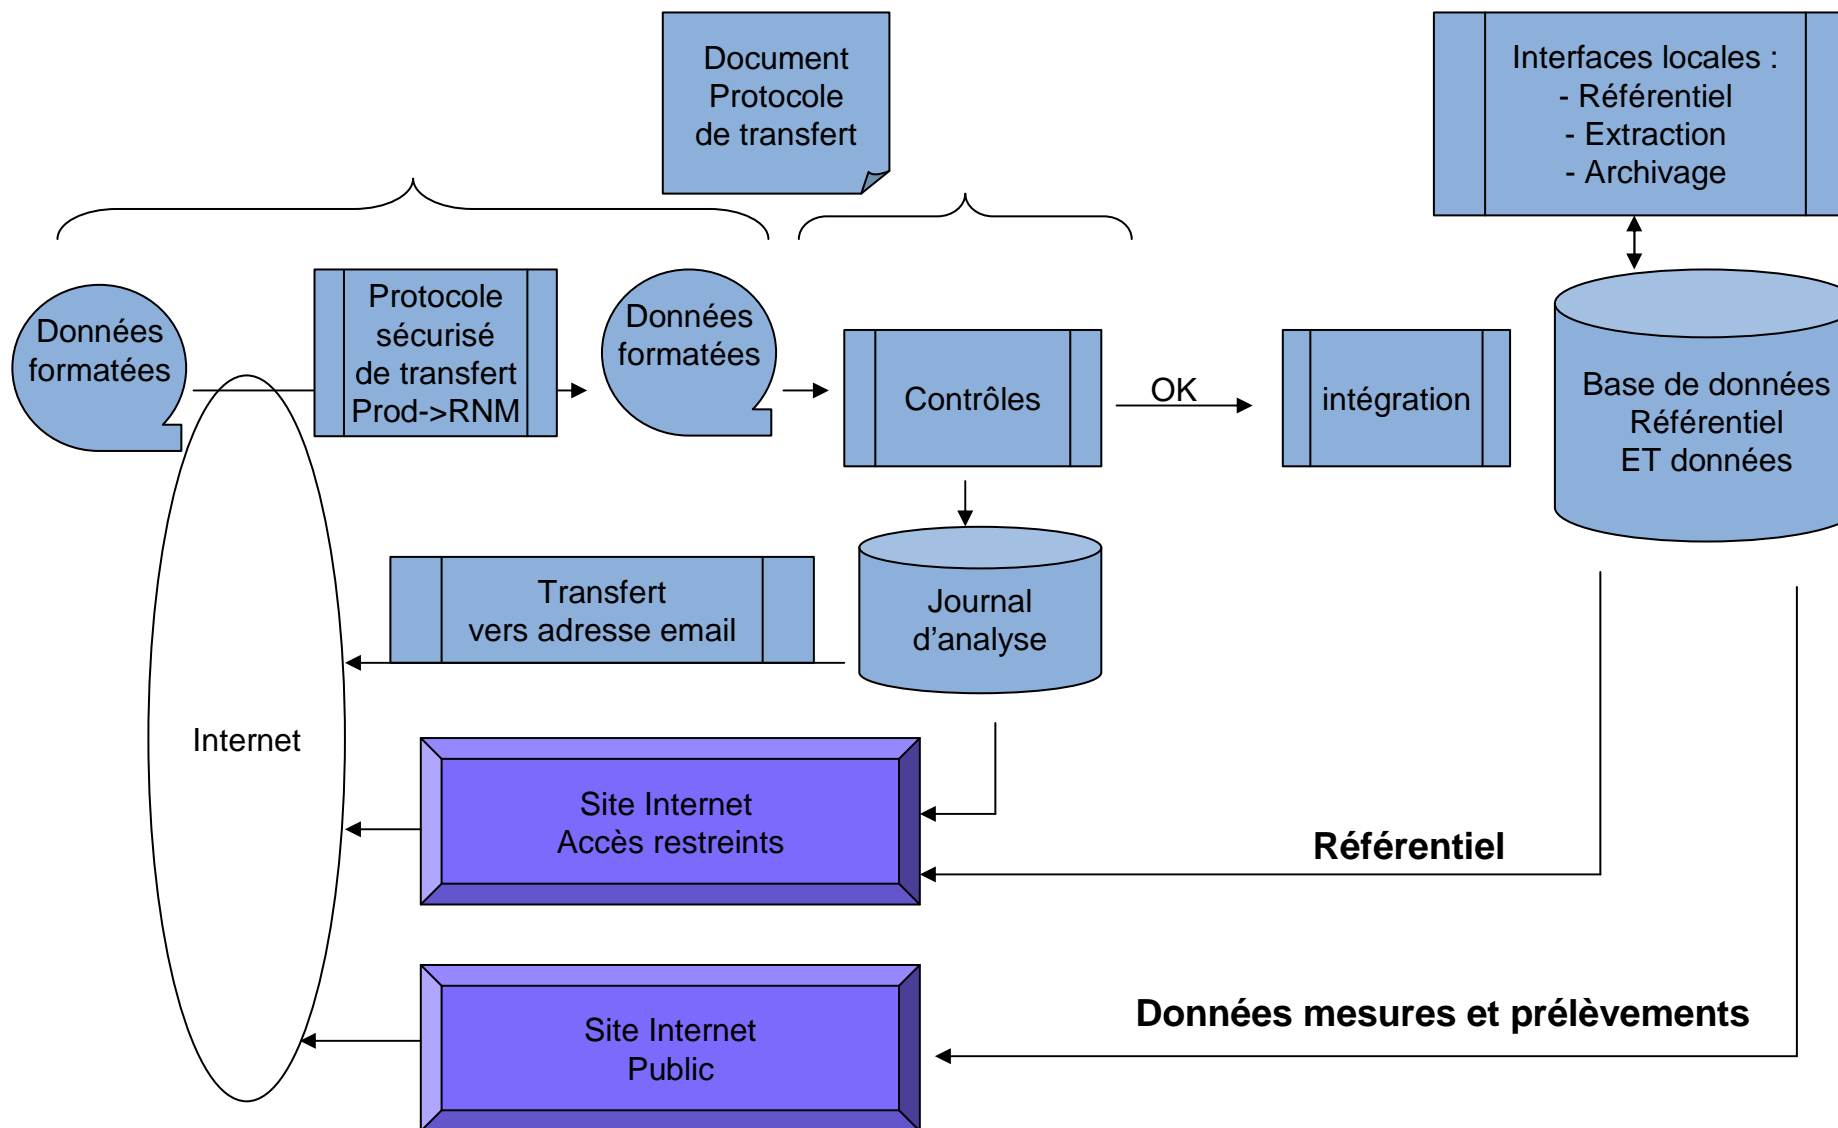 Document
Protocole
de transfert
Interfaces locales :
- Référentiel
- Extraction
- Archivage
Données
formatées
Protocole
sécurisé
de transfert
Prod->RNM
Données
formatées
Contrôles
OK
intégration
Base de données
Référentiel
ET données
Transfert
vers adresse email
Journal
d’analyse
Internet
Site Internet
Accès restreints
Référentiel
Site Internet
Public
Données mesures et prélèvements